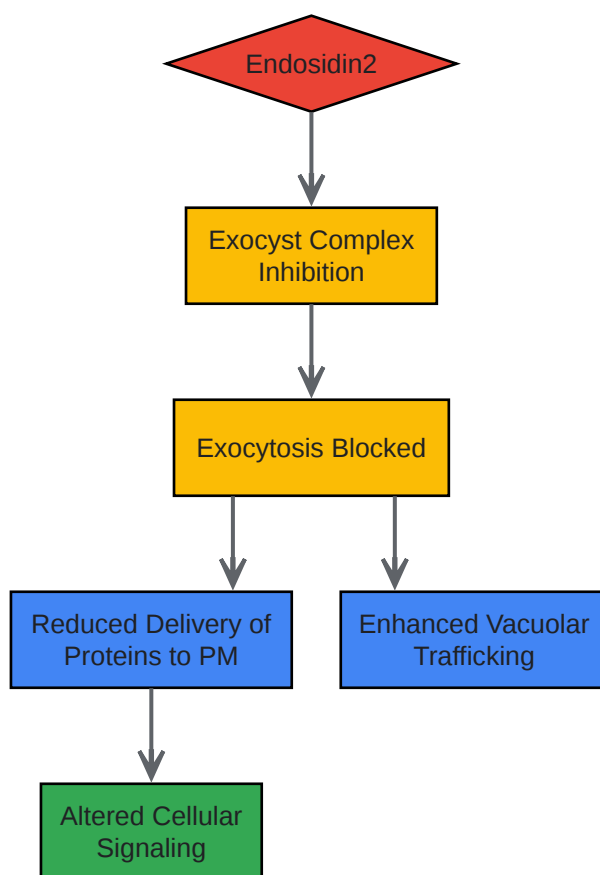 Endosidin2
Exocyst Complex
Inhibition
Exocytosis Blocked
Reduced Delivery of
Proteins to PM
Enhanced Vacuolar
Trafficking
Altered Cellular
Signaling